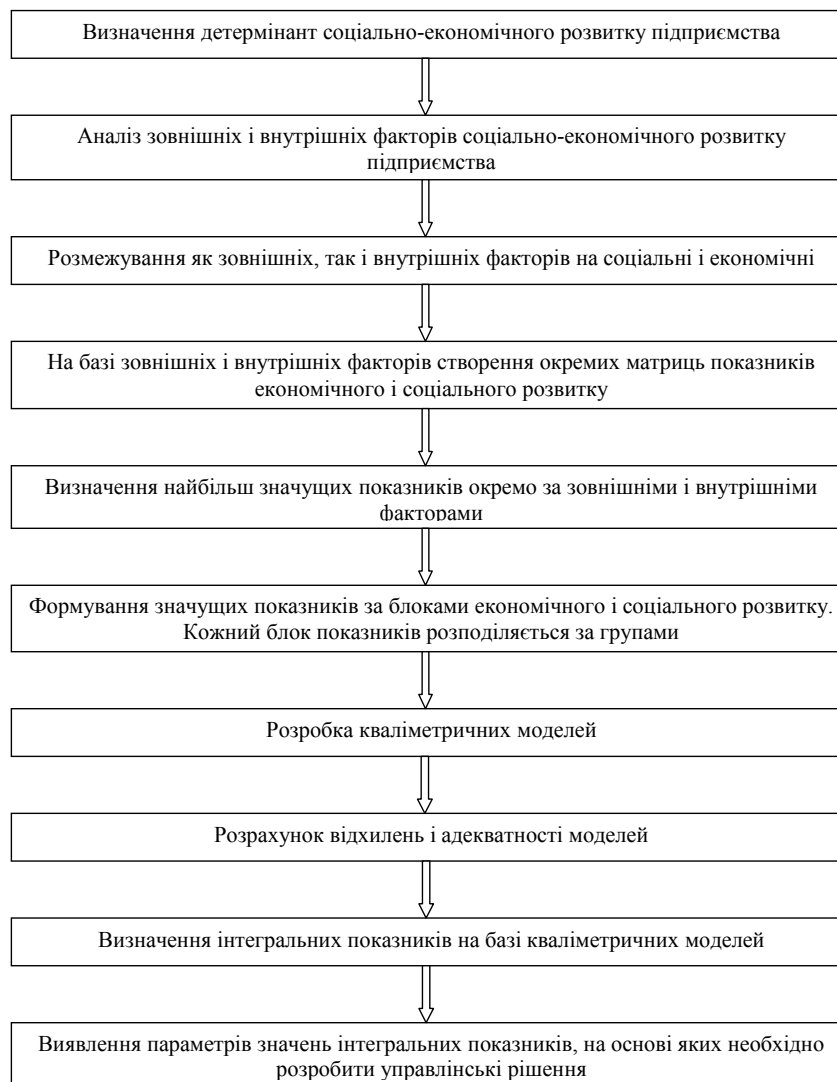 Визначення детермінант соціально-економічного розвитку підприємства
Аналіз зовнішніх і внутрішніх факторів соціально-економічного розвитку
підприємства
Розмежування як зовнішніх, так і внутрішніх факторів на соціальні і економічні
На базі зовнішніх і внутрішніх факторів створення окремих матриць показників
економічного і соціального розвитку
Визначення найбільш значущих показників окремо за зовнішніми і внутрішніми
факторами
Формування значущих показників за блоками економічного і соціального розвитку.
Кожний блок показників розподіляється за групами
Розробка кваліметричних моделей
Розрахунок відхилень і адекватності моделей
Визначення інтегральних показників на базі кваліметричних моделей
Виявлення параметрів значень інтегральних показників, на основі яких необхідно
розробити управлінські рішення